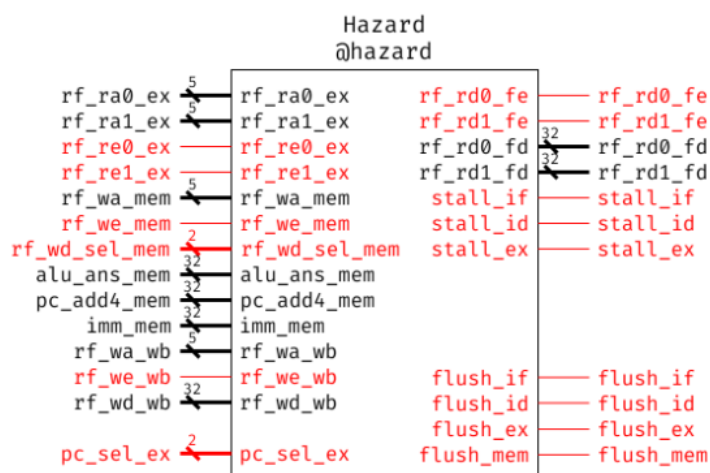 Hazard
@hazard
rf_ra0_ex 5 rf_ra0_ex rf_rd0_fe rf_rd0_fe
rf_ra1_ex 5 rf_ra1_ex rf_rd1_fe rf_rd1_fe
rf_re0_ex rf_re0_ex rf_rd0_fd 32 rf_rd0_fd
rf_re1_ex rf_re1_ex rf_rd1_fd 32 rf_rd1_fd
rf_wa_mem 5 rf_wa_mem stall_if stall_if
rf_we_mem rf_we_mem stall_id stall_id
rf_wd_sel_mem 2 rf_wd_sel_mem stall_ex stall_ex
alu_ans_mem 32 alu_ans_mem
pc_add4_mem 32 pc_add4_mem
imm_mem 32 imm_mem
rf_wa_wb 5 rf_wa_wb
rf_we_wb rf_we_wb flush_if flush_if
rf_wd_wb 32 rf_wd_wb flush_id flush_id
flush_ex flush_ex
pc_sel_ex 2 pc_sel_ex flush_mem flush_mem